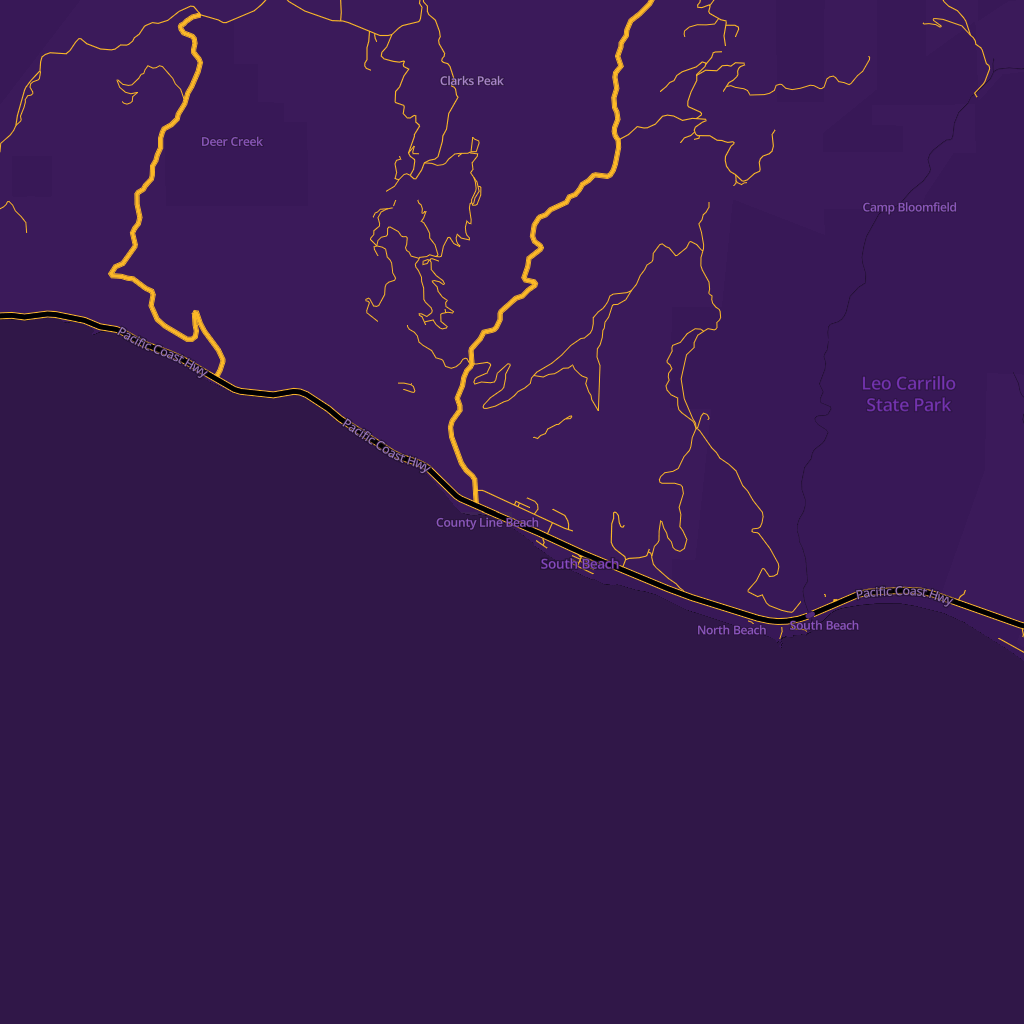 Clarks Peak
Deer Creek
Camp Bloomfield
Pacific Coast Hwy
Leo Carrillo
State Park
Pacific Coast Hwy
County Line Beach
South Beach
Pacific Coast Hwy
North Beach
South Beach